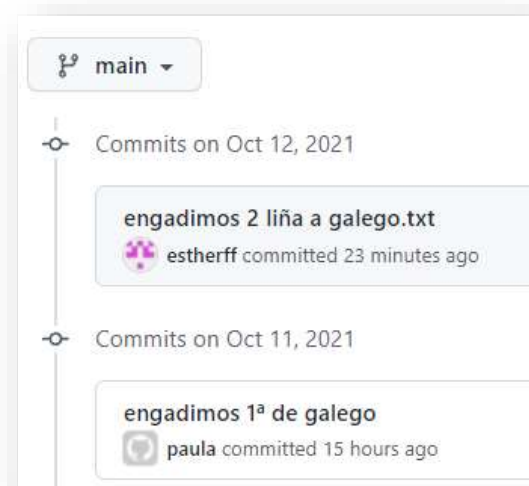 main
Commits on Oct 12, 2021
engadimos 2 liña a galego.txt
estherff committed 23 minutes ago
Commits on Oct 11, 2021
engadimos 1ª de galego
paula committed 15 hours ago